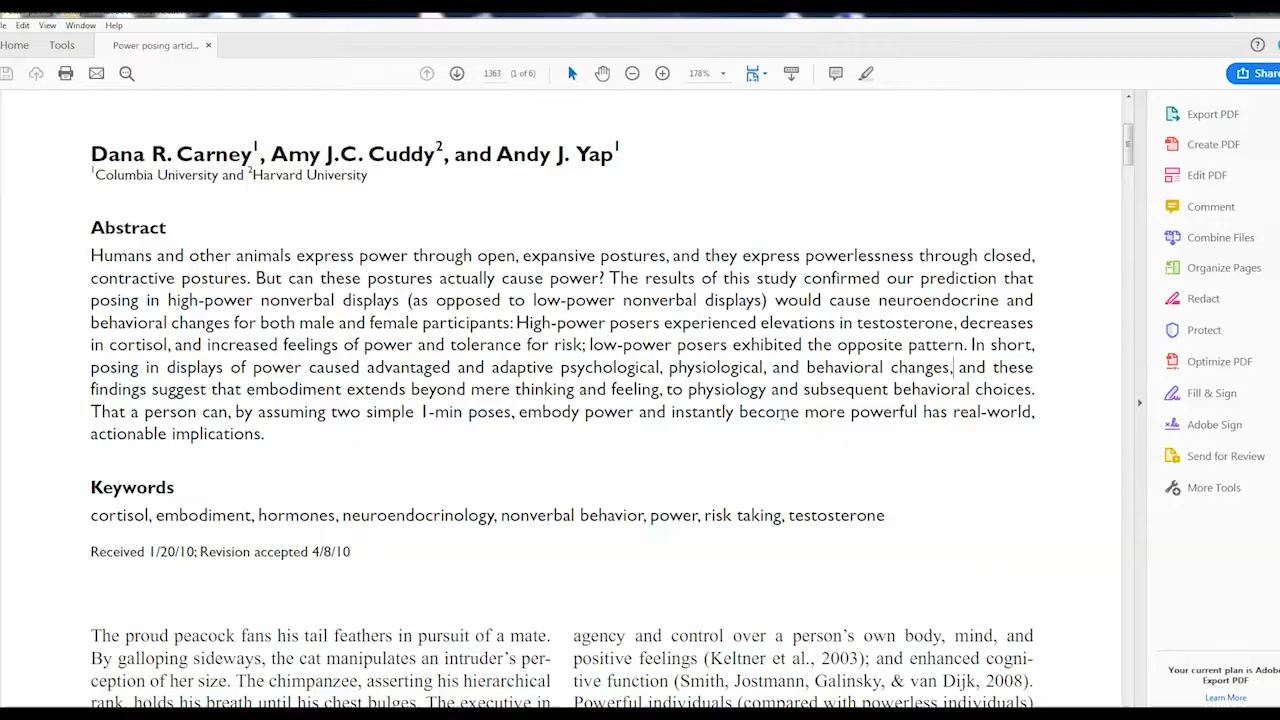 Edit View Window Help
Home Tools Power posing articl... ×
1363 (1 of 6) 178%
Share
Dana R. Carney1, Amy J.C. Cuddy2, and Andy J. Yap1
1Columbia University and 2Harvard University
Abstract
Humans and other animals express power through open, expansive postures, and they express powerlessness through closed,
contractive postures. But can these postures actually cause power? The results of this study confirmed our prediction that
posing in high-power nonverbal displays (as opposed to low-power nonverbal displays) would cause neuroendocrine and
behavioral changes for both male and female participants: High-power posers experienced elevations in testosterone, decreases
in cortisol, and increased feelings of power and tolerance for risk; low-power posers exhibited the opposite pattern. In short,
posing in displays of power caused advantaged and adaptive psychological, physiological, and behavioral changes, and these
findings suggest that embodiment extends beyond mere thinking and feeling, to physiology and subsequent behavioral choices.
That a person can, by assuming two simple 1-min poses, embody power and instantly become more powerful has real-world,
actionable implications.
Keywords
cortisol, embodiment, hormones, neuroendocrinology, nonverbal behavior, power, risk taking, testosterone
Received 1/20/10; Revision accepted 4/8/10
The proud peacock fans his tail feathers in pursuit of a mate.
By galloping sideways, the cat manipulates an intruder's per-
ception of her size. The chimpanzee, asserting his hierarchical
rank, holds his breath until his chest bulges. The executive in
agency and control over a person's own body, mind, and
positive feelings (Keltner et al., 2003); and enhanced cogni-
tive function (Smith, Jostmann, Galinsky, & van Dijk, 2008).
Powerful individuals (compared with powerless individuals)
Export PDF
Create PDF
Edit PDF
Comment
Combine Files
Organize Pages
Redact
Protect
Optimize PDF
Fill & Sign
Adobe Sign
Send for Review
More Tools
Your current plan is Adobe
Export PDF
Learn More